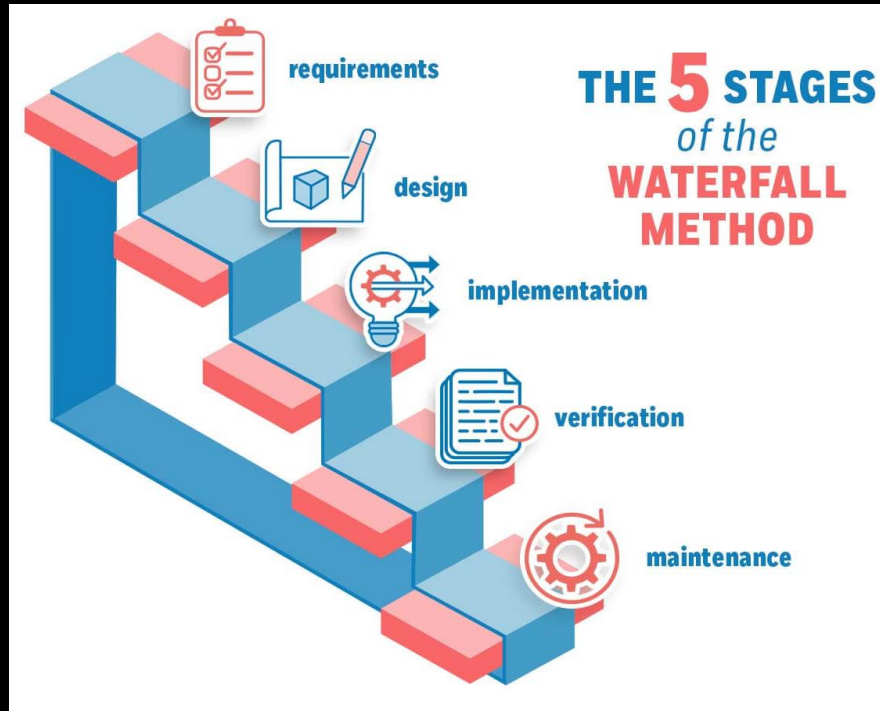 THE 5 STAGES
of the
WATERFALL
METHOD
requirements
design
implementation
verification
maintenance